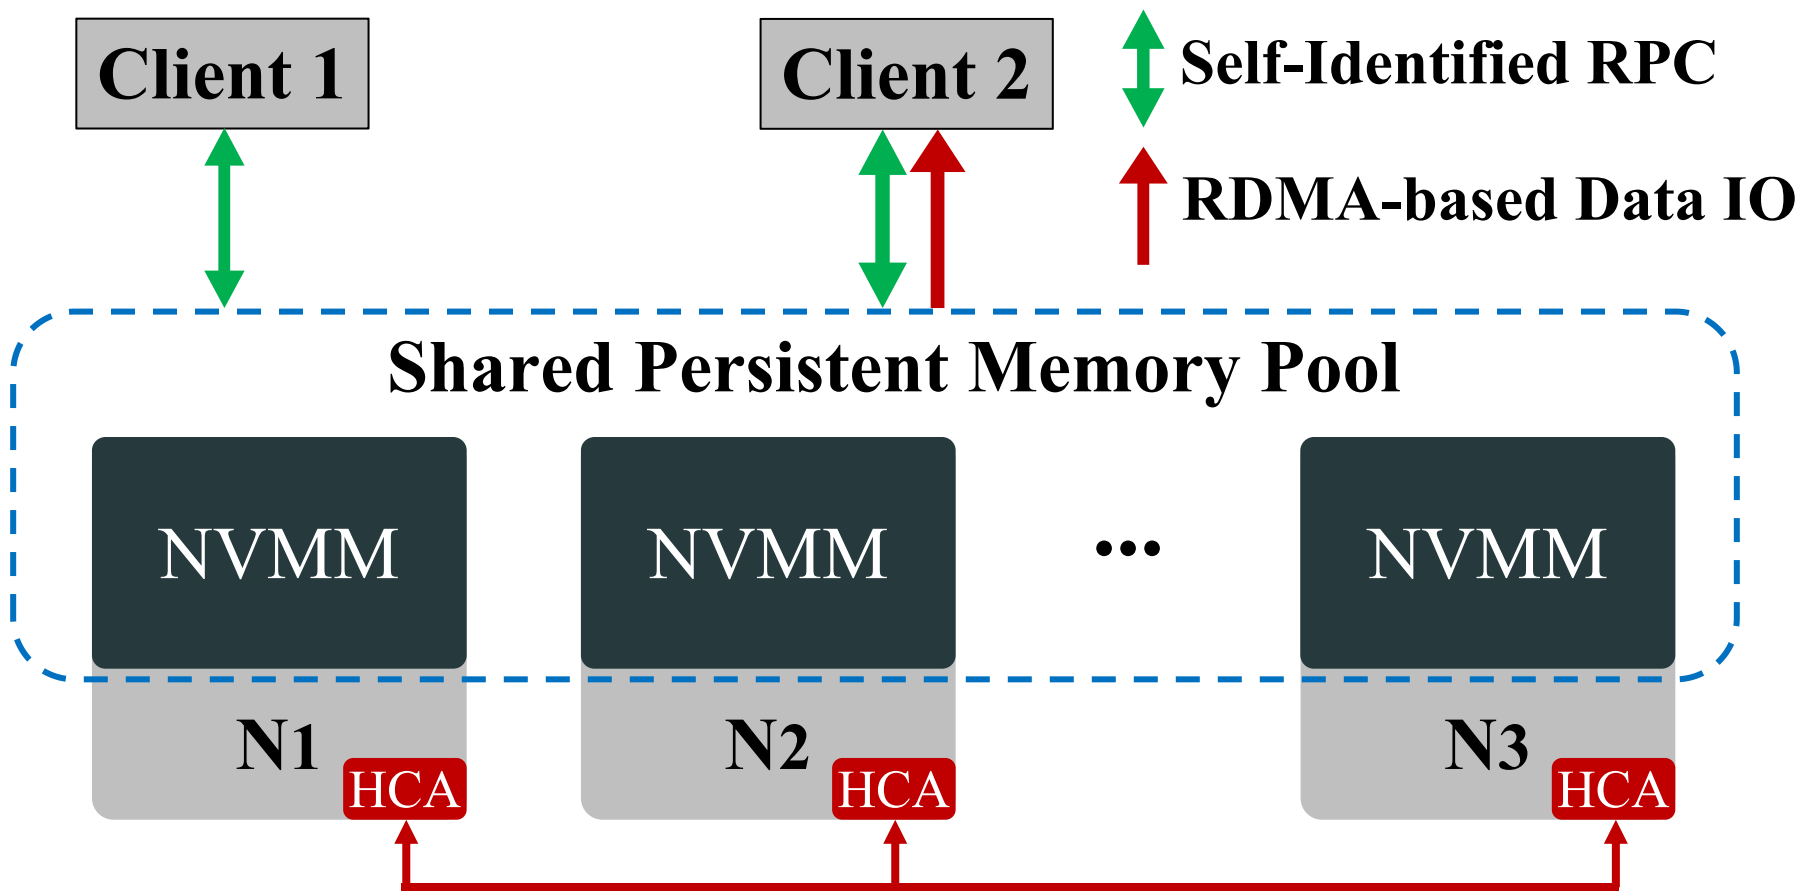 Client 1
Client 2
Self-Identified RPC
RDMA-based Data IO
Shared Persistent Memory Pool
NVMM
NVMM
...
NVMM
N1
N2
N3
HCA
HCA
HCA